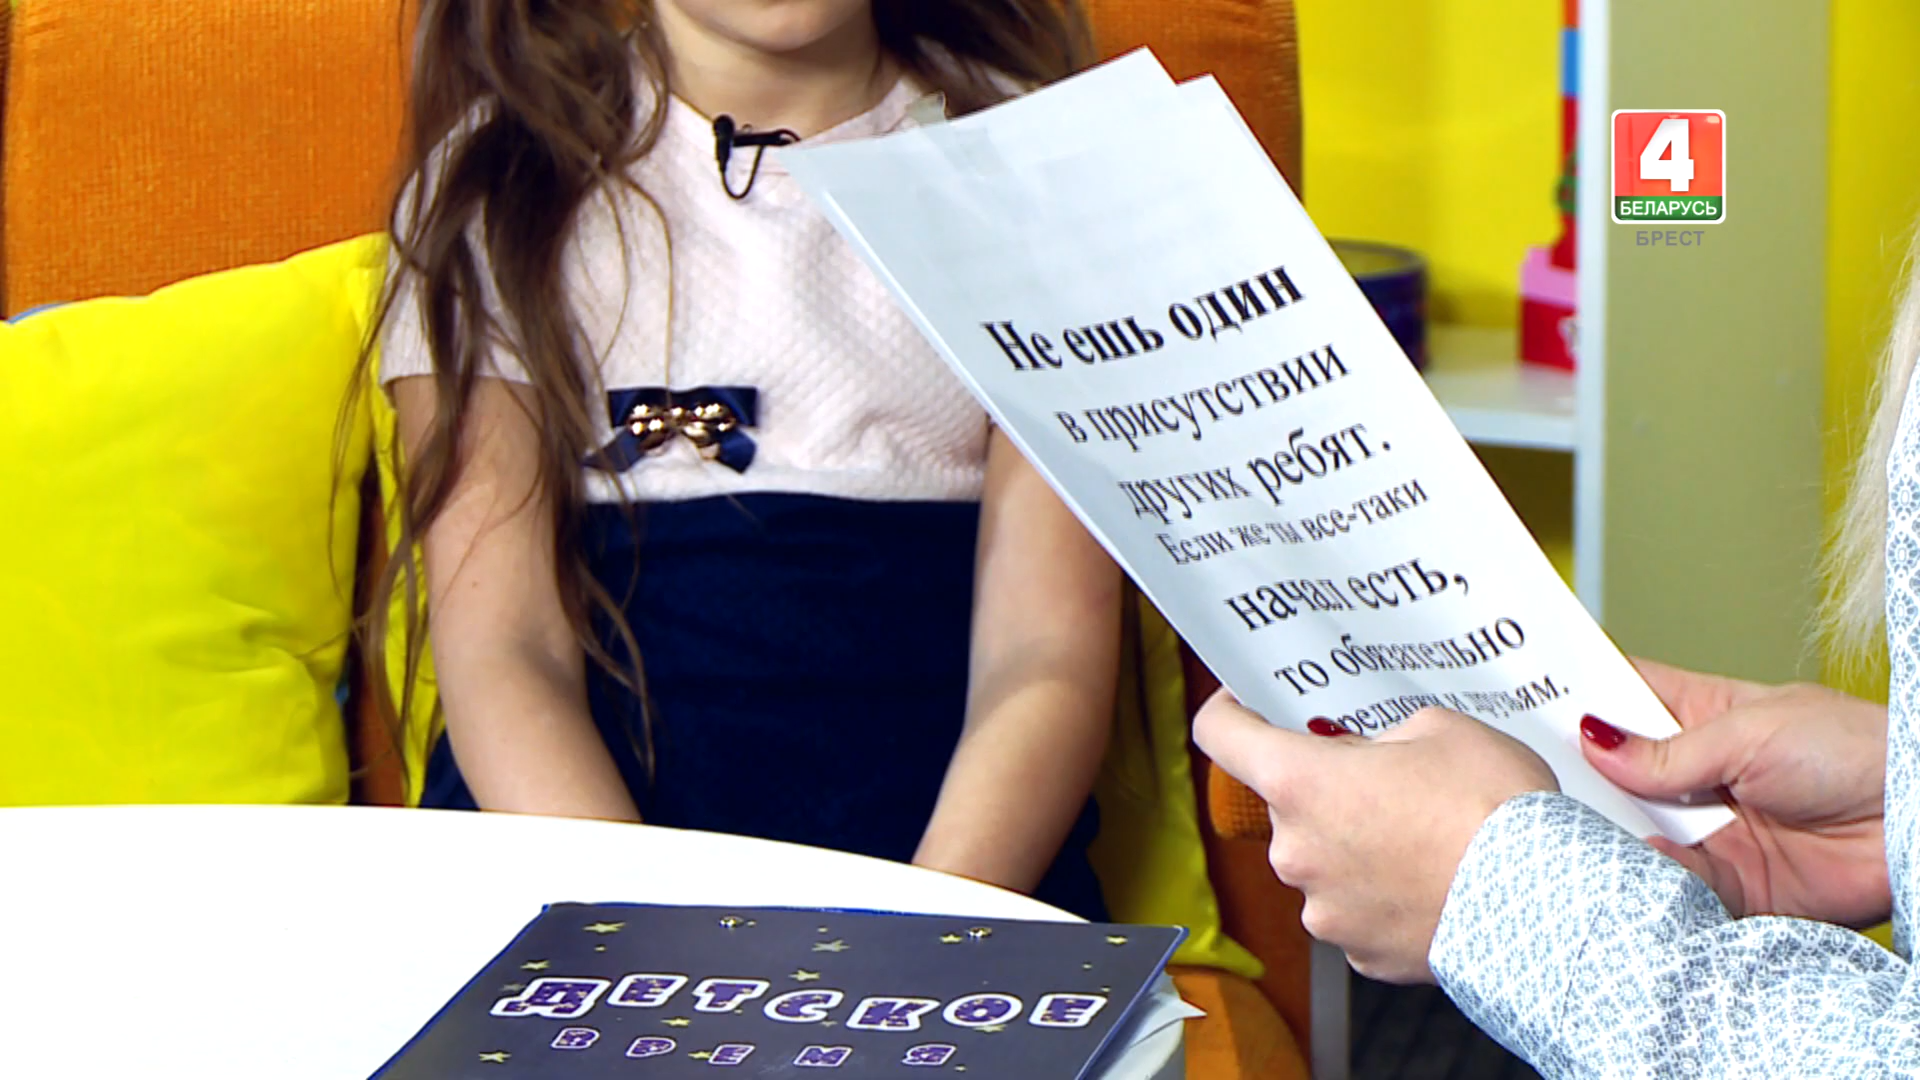 4
БЕЛАРУСЬ
БРЕСТ
Не ешь один
в присутствии
других ребят.
Если же ты все-таки
начал есть,
то обязательно
предложи и друзьям.
ДЕТСКОЕ
ВРЕМЯ